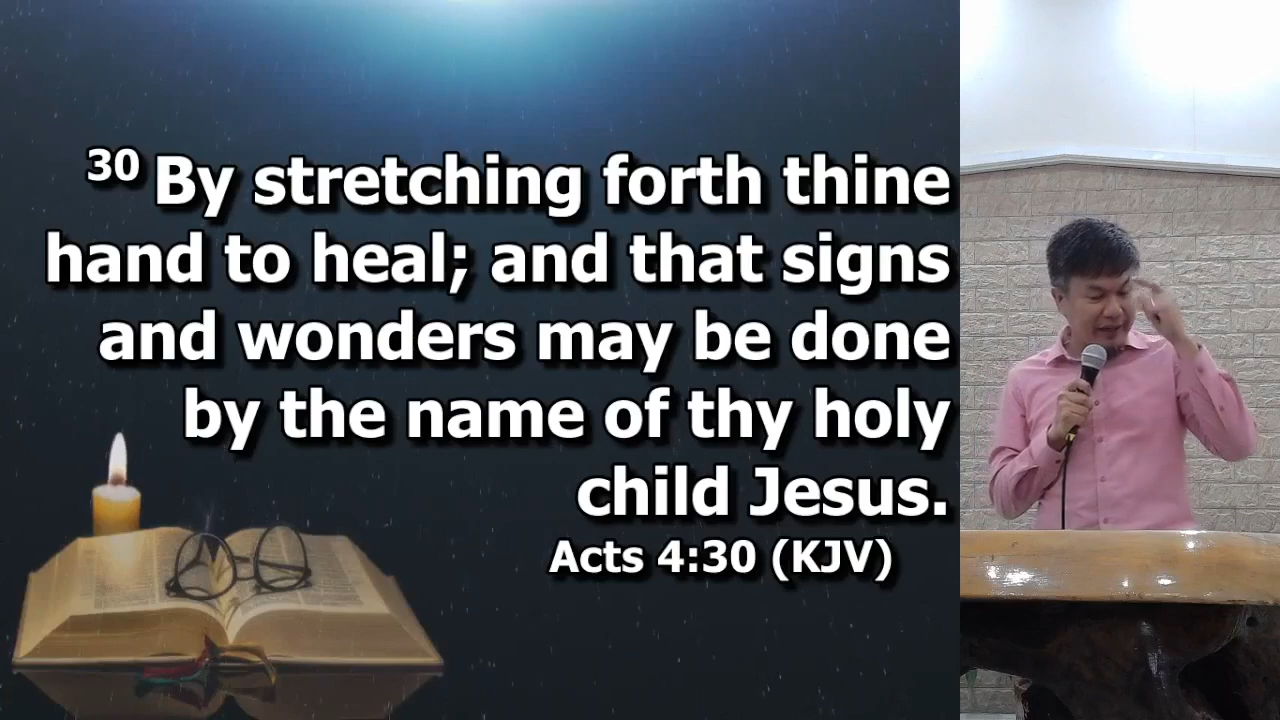 30 By stretching forth thine
hand to heal; and that signs
and wonders may be done
by the name of thy holy
child Jesus.
Acts 4:30 (KJV)